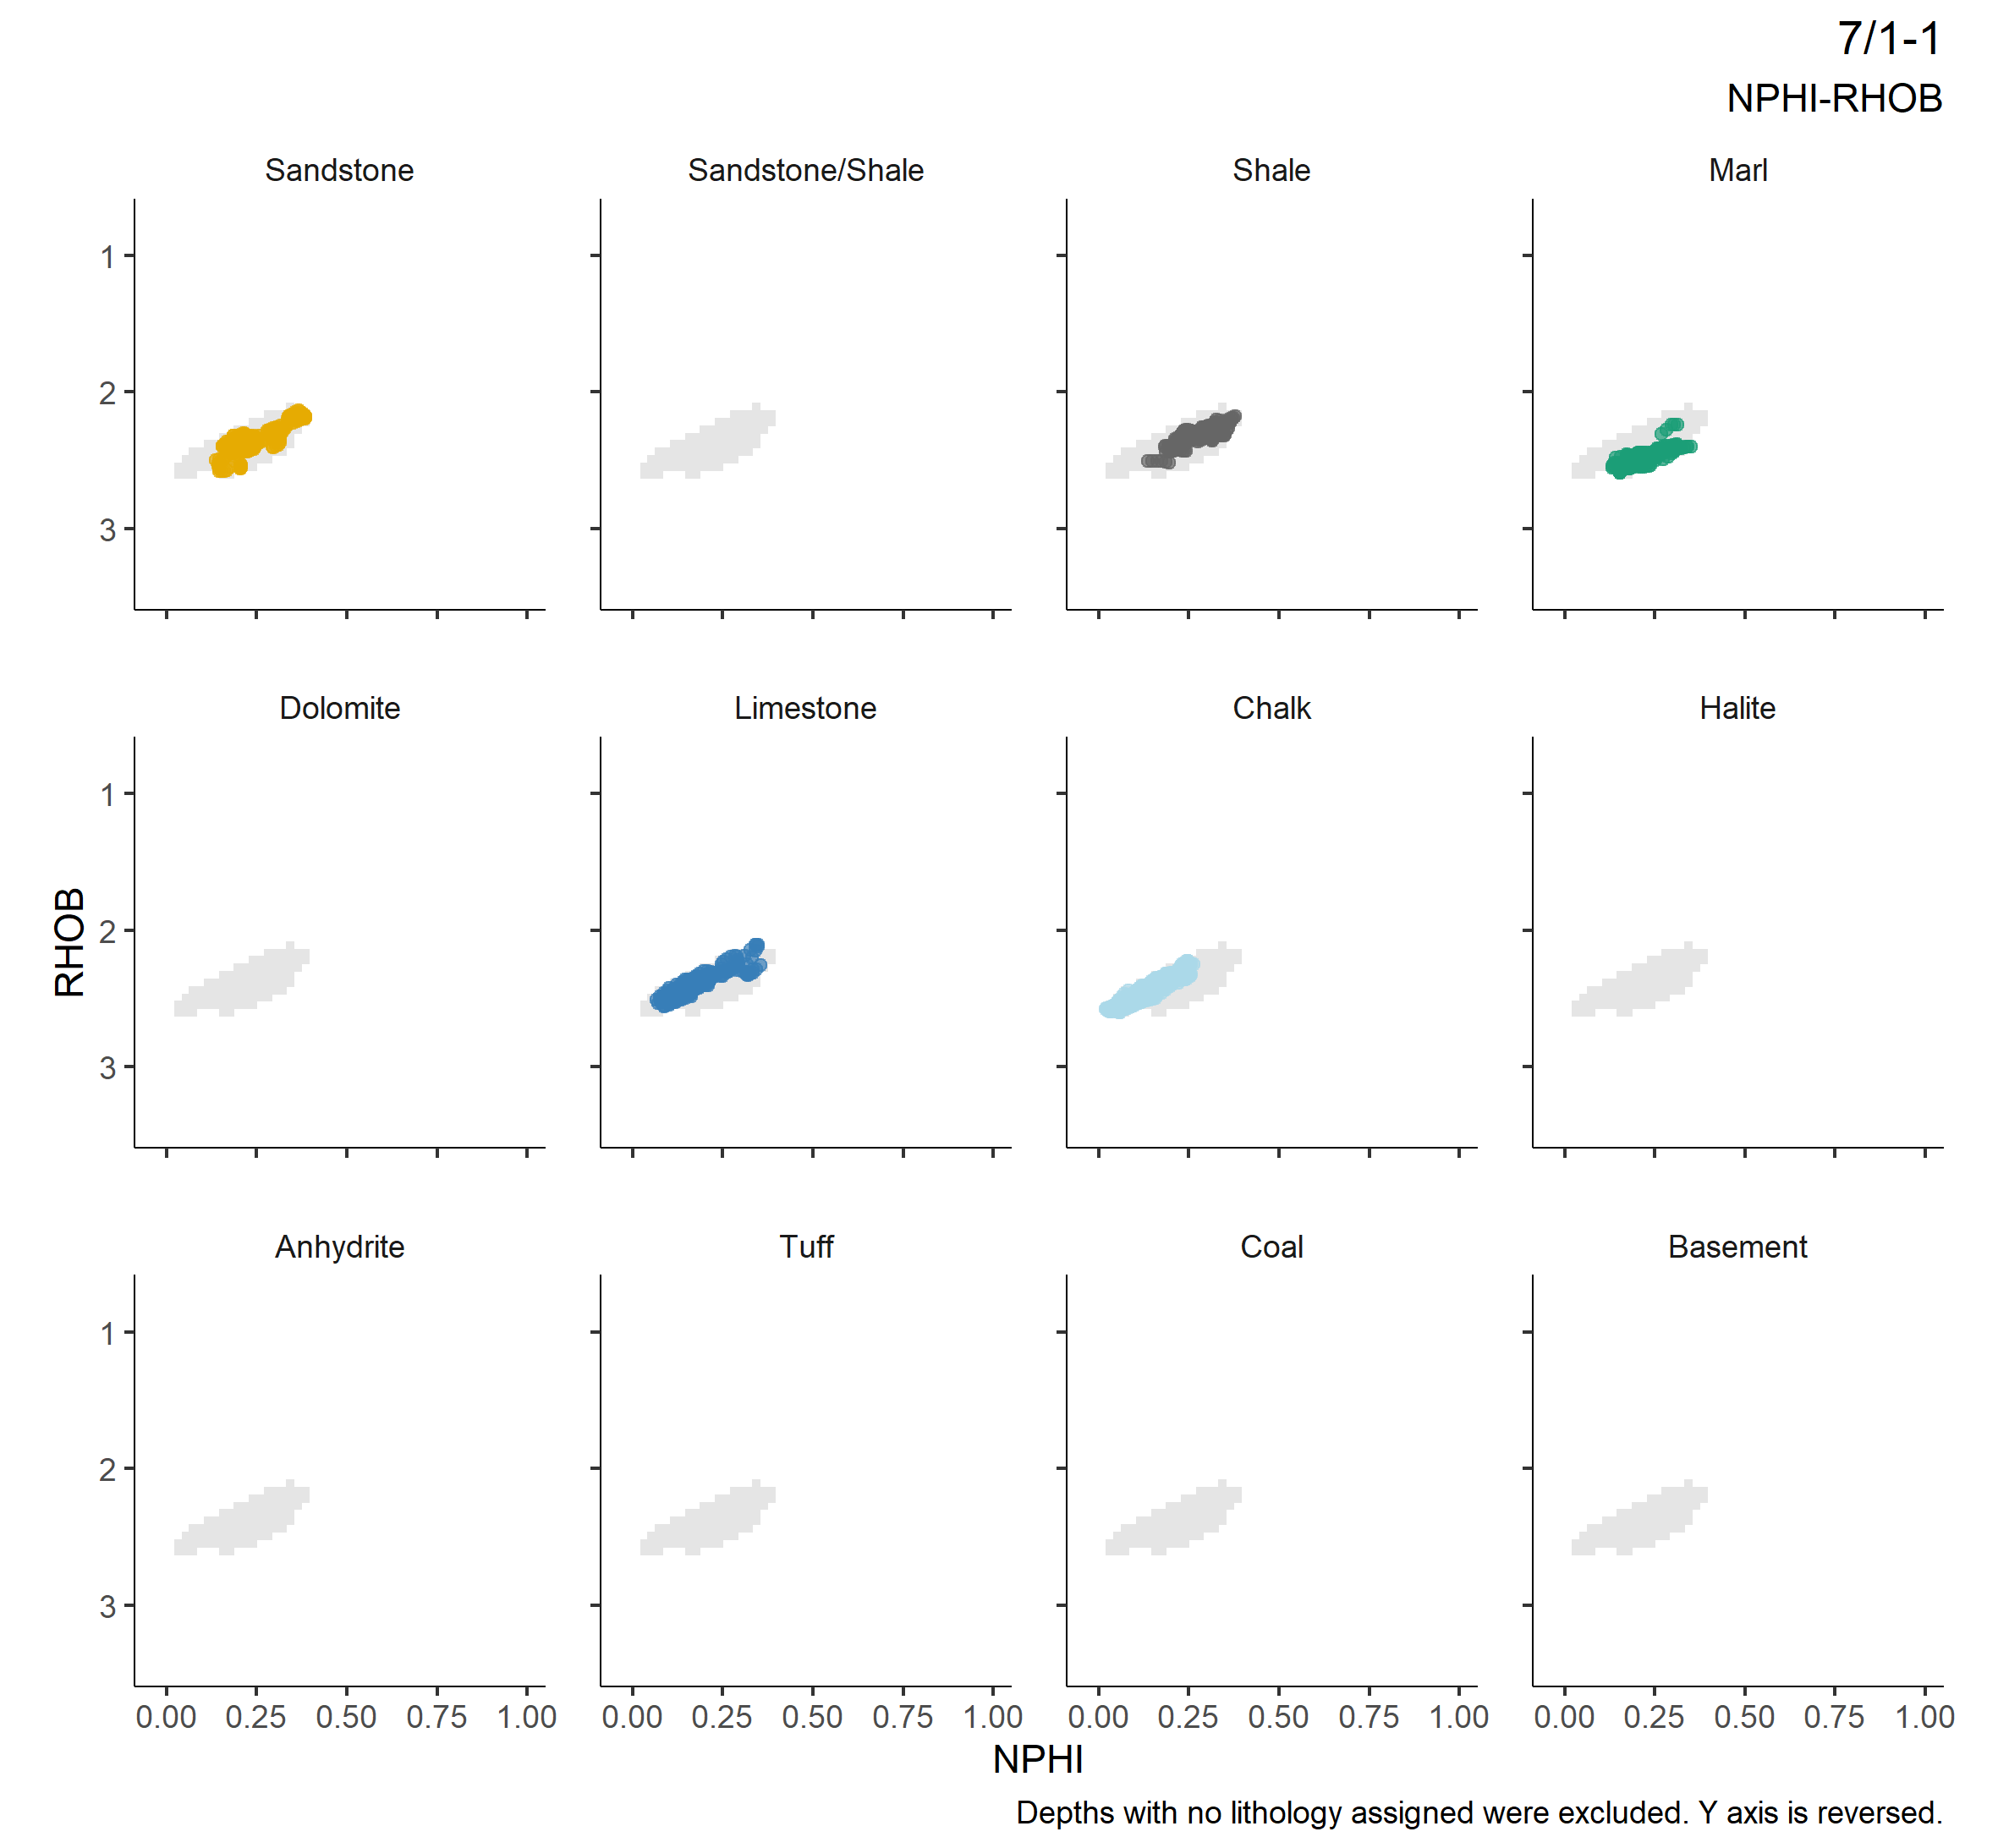 7/1-1
NPHI-RHOB
Sandstone Sandstone/Shale Shale Marl
1
2
3
Dolomite Limestone Chalk Halite
1
2
3
RHOB
Anhydrite Tuff Coal Basement
1
2
3
0.00 0.25 0.50 0.75 1.00 0.00 0.25 0.50 0.75 1.00 0.00 0.25 0.50 0.75 1.00 0.00 0.25 0.50 0.75 1.00
NPHI
Depths with no lithology assigned were excluded. Y axis is reversed.